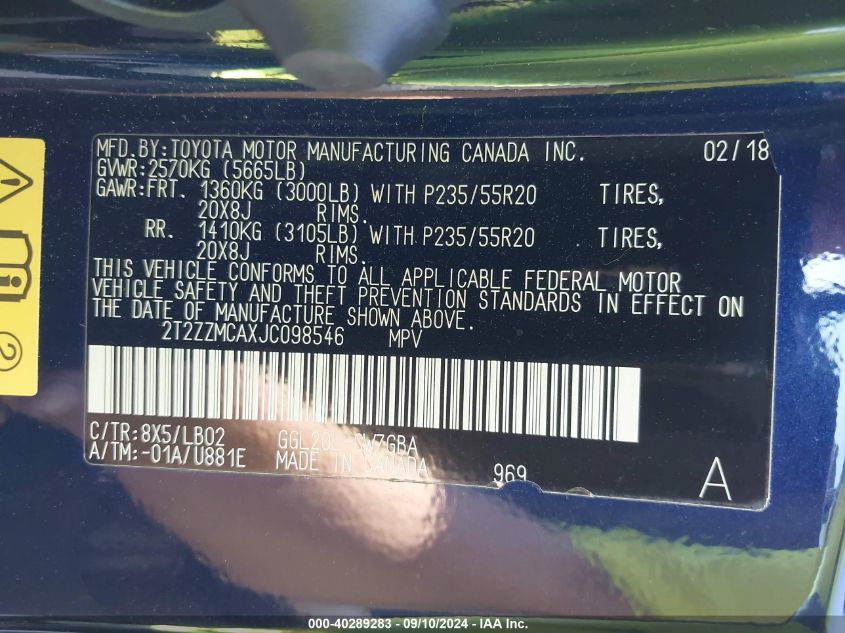 MFD.BY:TOYOTA MOTOR MANUFACTURING CANADA INC. 02/18
GVWR:2570KG (5665LB)
GAWR:FRT. 1360KG (3000LB) WITH P235/55R20 TIRES,
20X8J RIMS.
RR. 1410KG (3105LB) WITH P235/55R20 TIRES,
20X8J RIMS.
THIS VEHICLE CONFORMS TO ALL APPLICABLE FEDERAL MOTOR
VEHICLE SAFETY AND THEFT PREVENTION STANDARDS IN EFFECT ON
THE DATE OF MANUFACTURE SHOWN ABOVE.
2T2ZZMCAXJC098546 MPV
C/TR:8X5/LB02 GGL20L-
A/TM:-01A/U881E MADE IN CANADA 969 A
2
000-40289283 - 09/10/2024 - IAA Inc.